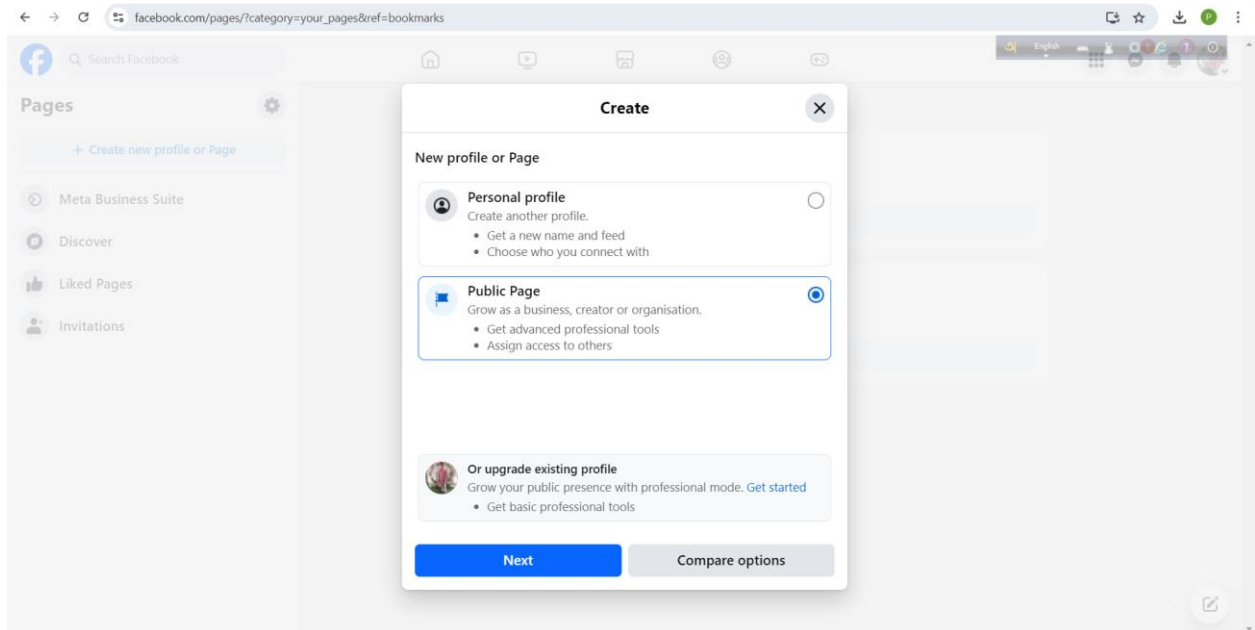 facebook.com/pages/?category=your_pages&ref=bookmarks
P
Search Facebook
English
Pages
+ Create new profile or Page
Meta Business Suite
Discover
Liked Pages
Invitations
Create
New profile or Page
Personal profile
Create another profile.
• Get a new name and feed
• Choose who you connect with
Public Page
Grow as a business, creator or organisation.
• Get advanced professional tools
• Assign access to others
Or upgrade existing profile
Grow your public presence with professional mode. Get started
• Get basic professional tools
Next
Compare options